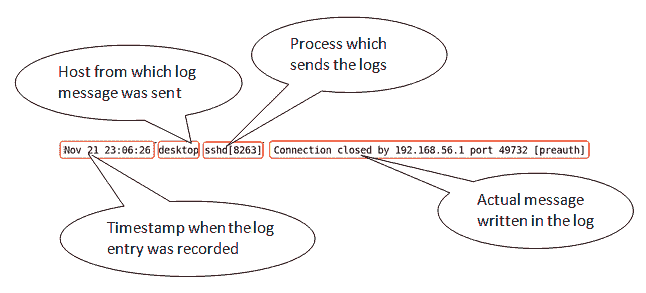 Process which
sends the logs
Host from which log
message was sent
Nov 21 23:06:26 desktop sshd[8263] Connection closed by 192.168.56.1 port 49732 [preauth]
Timestamp when the log
entry was recorded
Actual message
written in the log